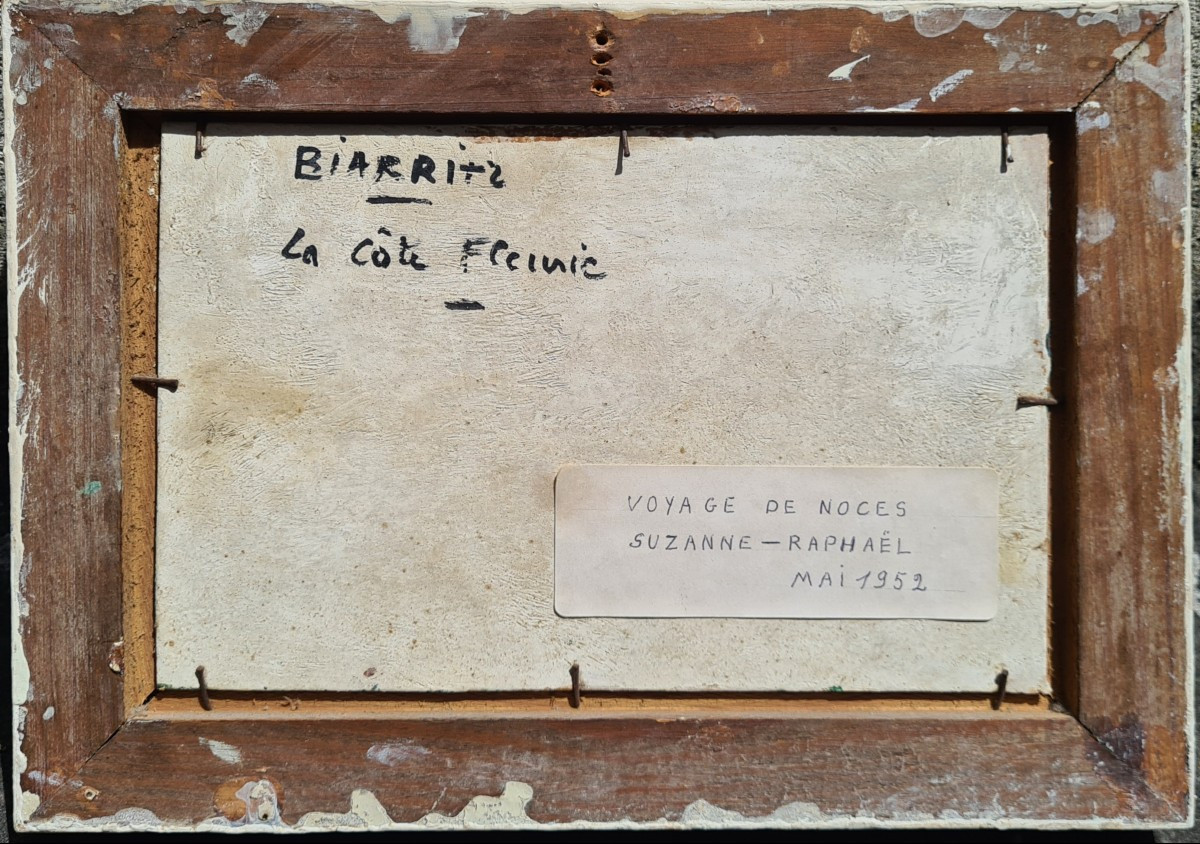 BiARRitz
La Côte Fleurie
VOYAGE DE NOCES
SUZANNE - RAPHAËL
MAi 1952